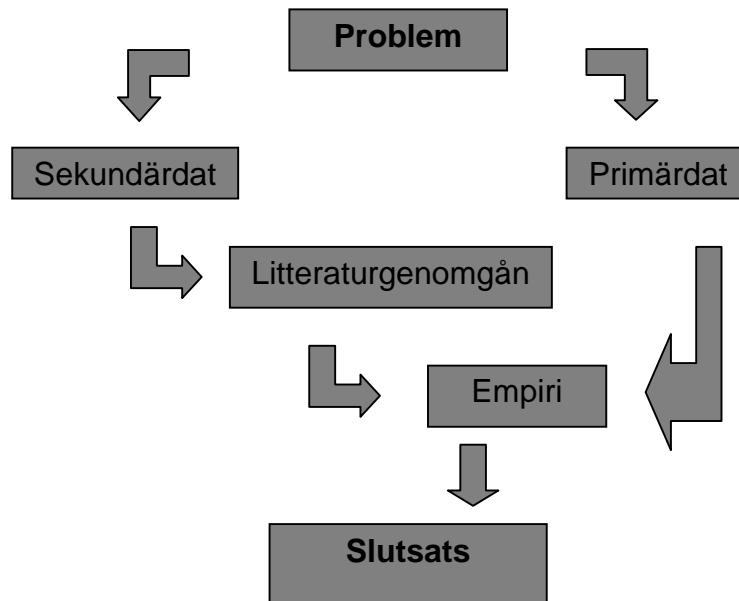 Problem
Sekundärdat
Primärdat
Litteraturgenomgån
Empiri
Slutsats